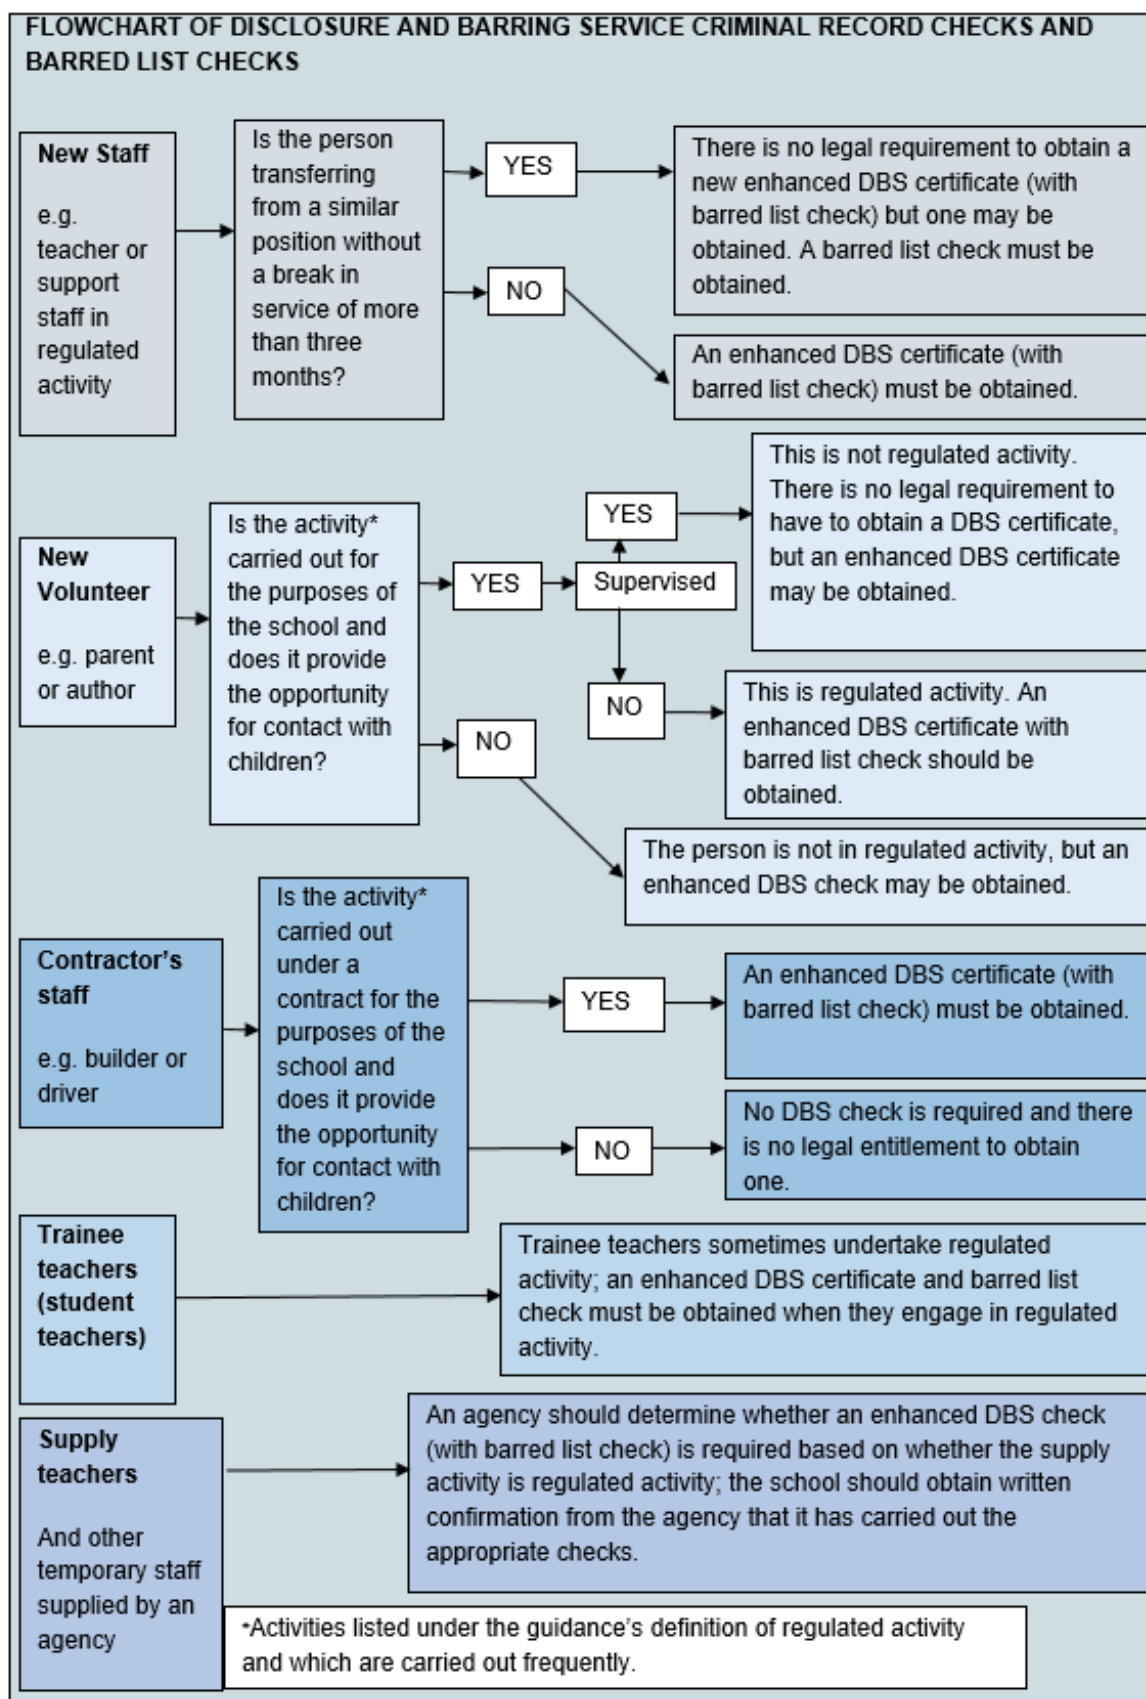 FLOWCHART OF DISCLOSURE AND BARRING SERVICE CRIMINAL RECORD CHECKS AND
BARRED LIST CHECKS
New Staff
e.g.
teacher or
support
staff in
regulated
activity
Is the person
transferring
from a similar
position without
a break in
service of more
than three
months?
YES
There is no legal requirement to obtain a
new enhanced DBS certificate (with
barred list check) but one may be
obtained. A barred list check must be
obtained.
NO
An enhanced DBS certificate (with
barred list check) must be obtained.
New
Volunteer
e.g. parent
or author
Is the activity*
carried out for
the purposes of
the school and
does it provide
the opportunity
for contact with
children?
YES
Supervised
YES
This is not regulated activity.
There is no legal requirement to
have to obtain a DBS certificate,
but an enhanced DBS certificate
may be obtained.
NO
This is regulated activity. An
enhanced DBS certificate with
barred list check should be
obtained.
NO
The person is not in regulated activity, but an
enhanced DBS check may be obtained.
Contractor's
staff
e.g. builder or
driver
Is the activity*
carried out
under a
contract for the
purposes of the
school and
does it provide
the opportunity
for contact with
children?
YES
An enhanced DBS certificate (with
barred list check) must be obtained.
NO
No DBS check is required and there
is no legal entitlement to obtain
one.
Trainee
teachers
(student
teachers)
Trainee teachers sometimes undertake regulated
activity; an enhanced DBS certificate and barred list
check must be obtained when they engage in regulated
activity.
Supply
teachers
And other
temporary staff
supplied by an
agency
An agency should determine whether an enhanced DBS check
(with barred list check) is required based on whether the supply
activity is regulated activity; the school should obtain written
confirmation from the agency that it has carried out the
appropriate checks.
*Activities listed under the guidance's definition of regulated activity
and which are carried out frequently.